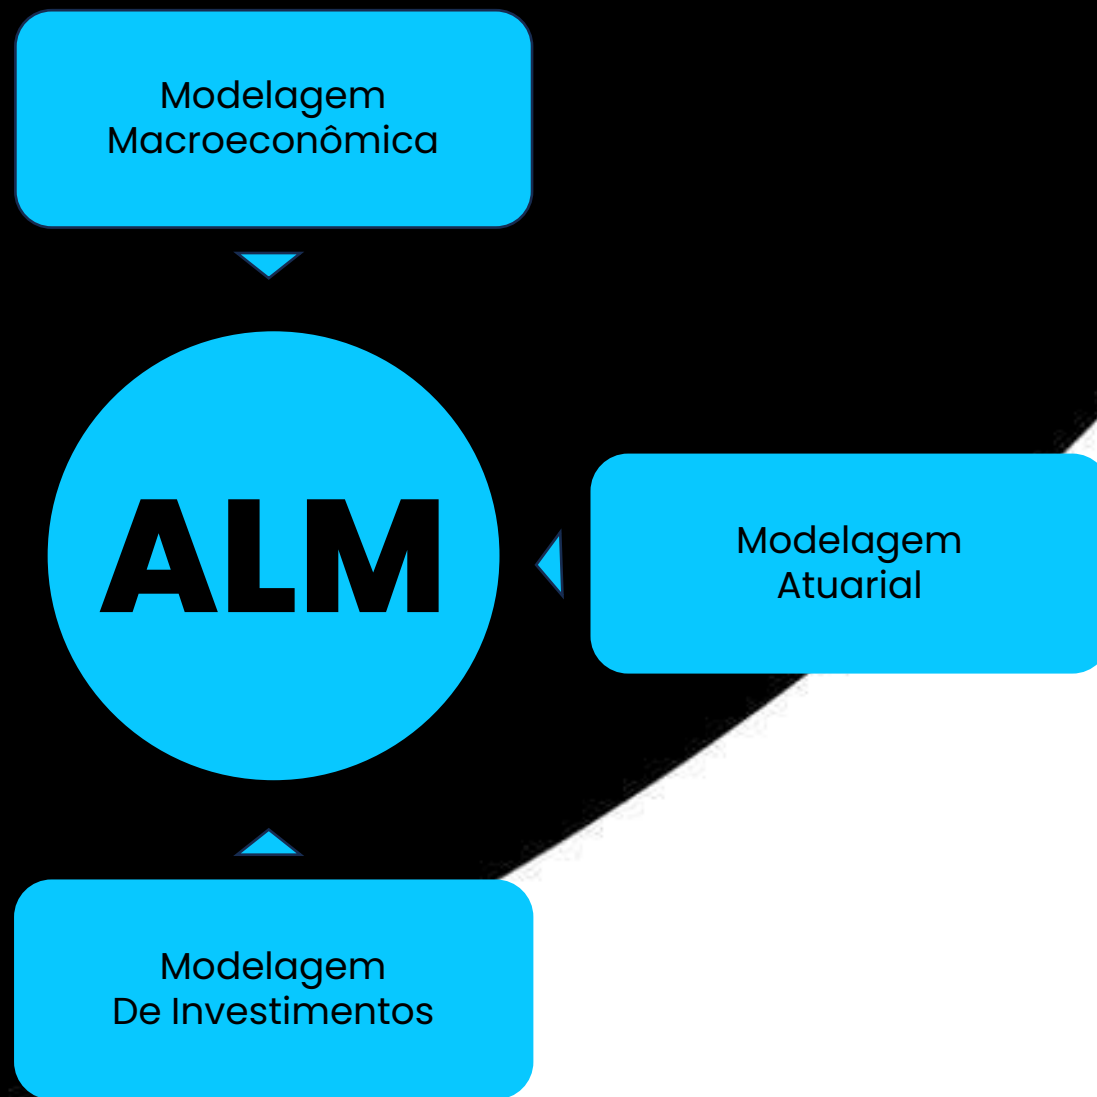 Modelagem
Macroeconômica
ALM
Modelagem
Atuarial
Modelagem
De Investimentos